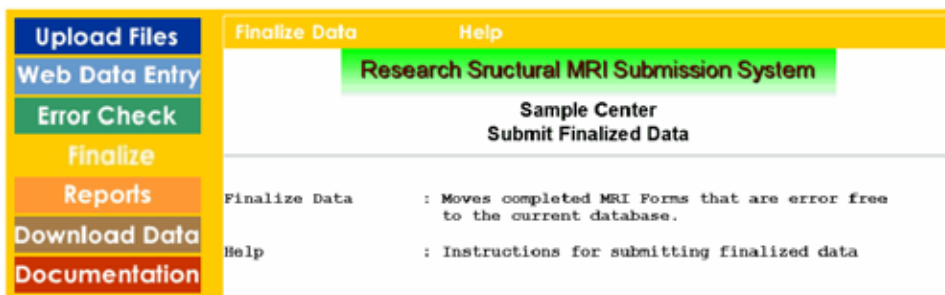 Upload Files
Web Data Entry
Error Check
Finalize
Reports
Download Data
Documentation
Finalize Data Help
Research Sructural MRI Submission System
Sample Center
Submit Finalized Data
Finalize Data : Moves completed MRI Forms that are error free
to the current database.
Help : Instructions for submitting finalized data